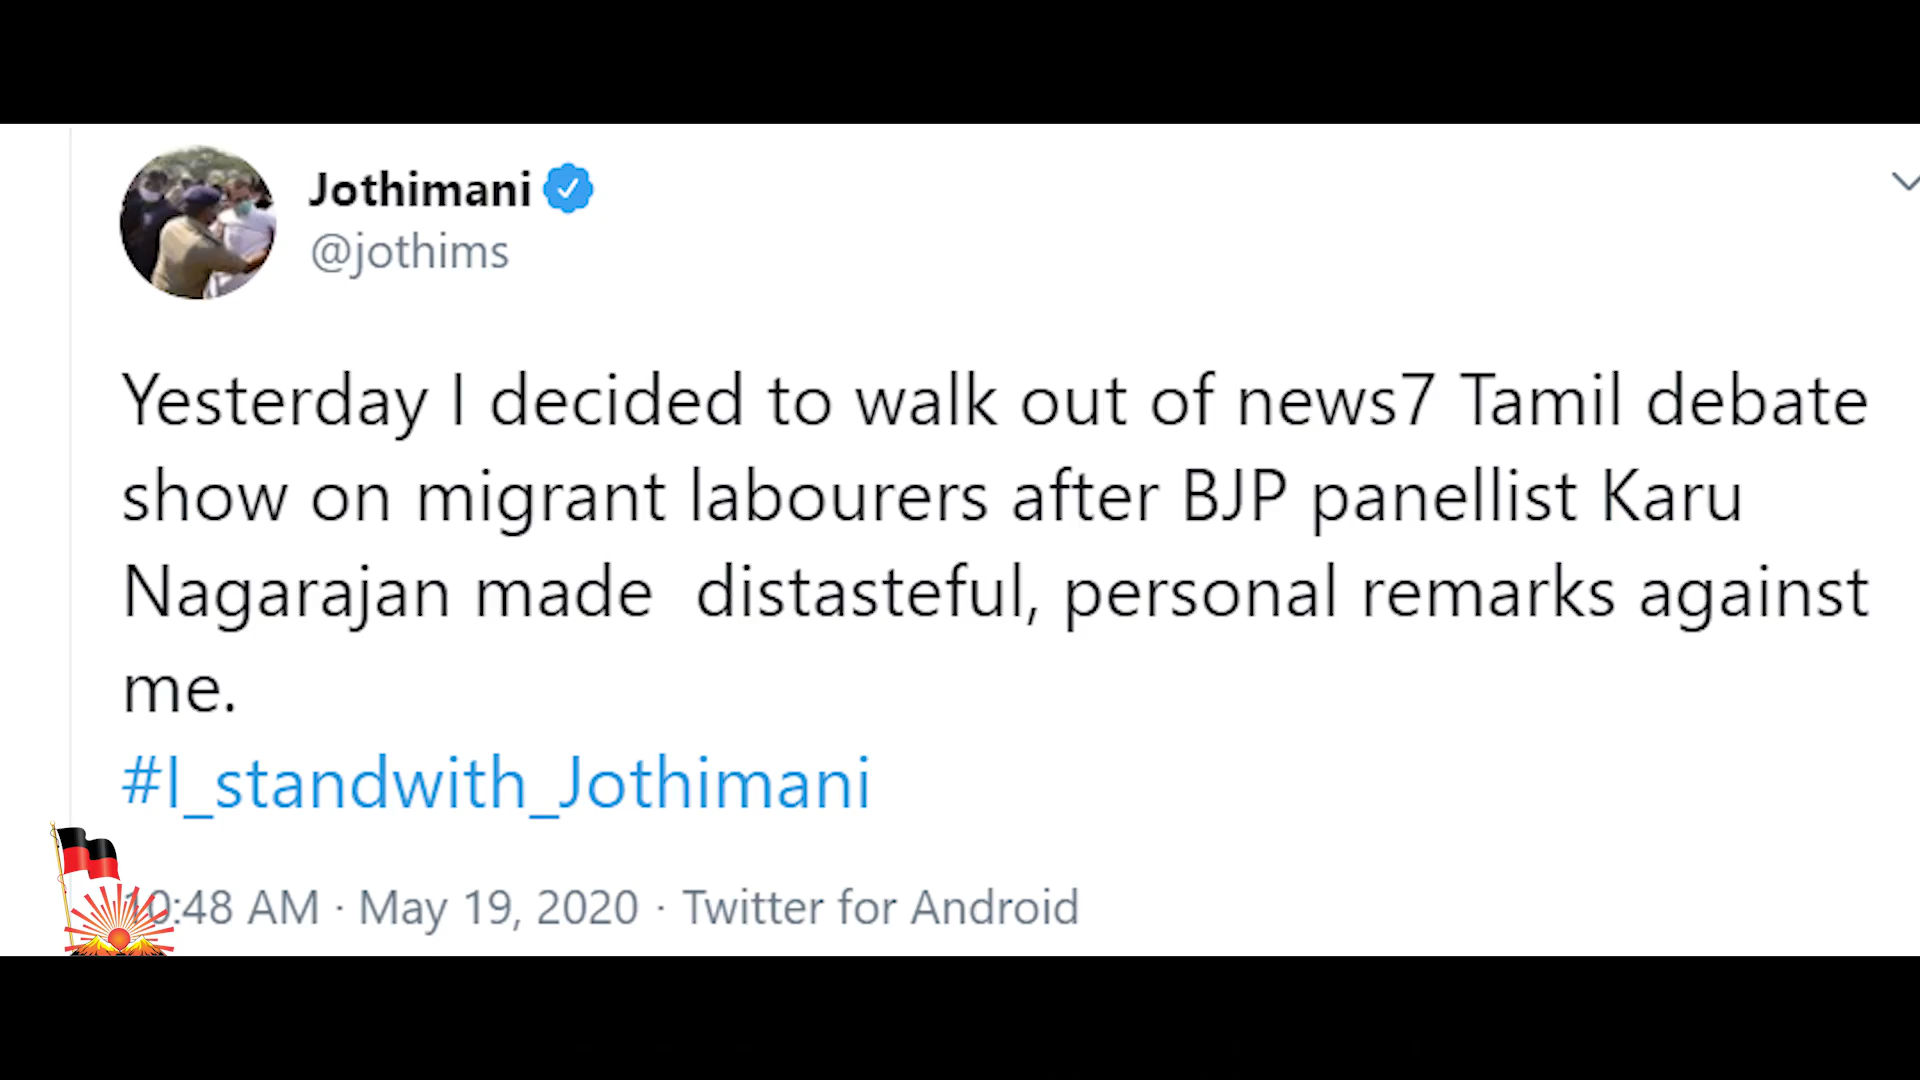 Jothimani
@jothims
Yesterday I decided to walk out of news7 Tamil debate
show on migrant labourers after BJP panellist Karu
Nagarajan made  distasteful, personal remarks against
me.
#I_standwith_Jothimani
10:48 AM · May 19, 2020 · Twitter for Android